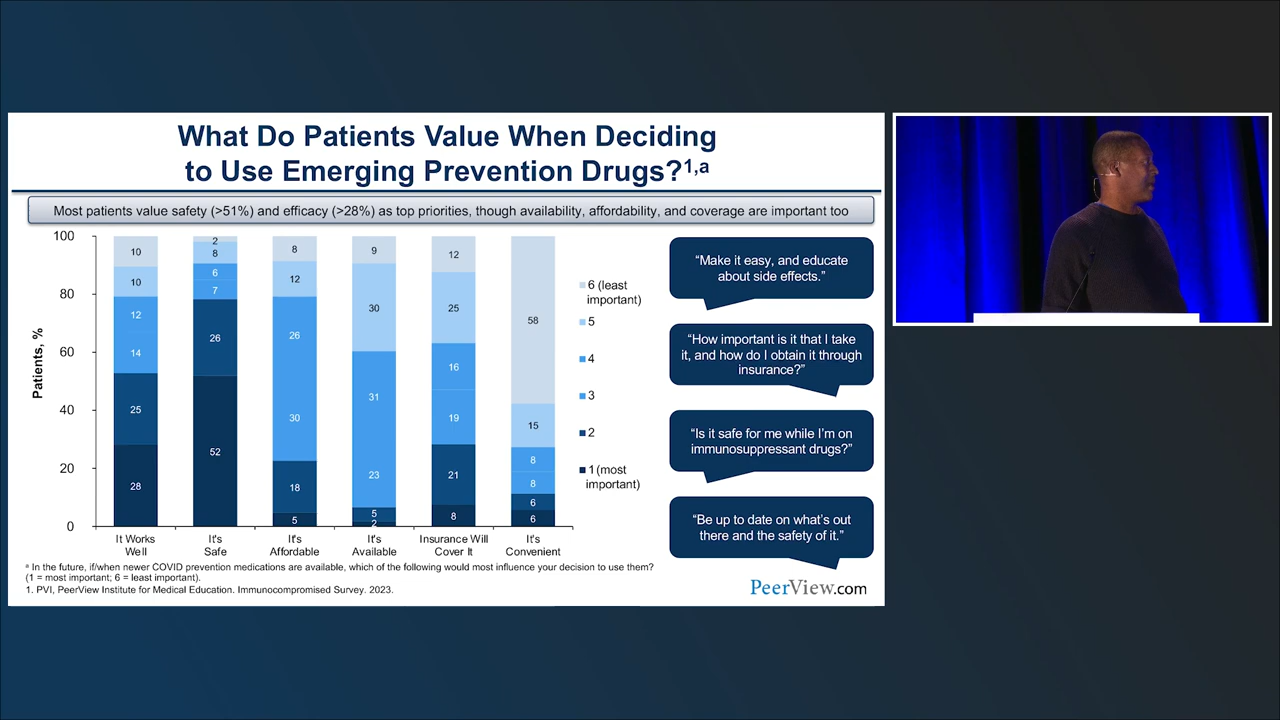 What Do Patients Value When Deciding
to Use Emerging Prevention Drugs?1,a
Most patients value safety (>51%) and efficacy (>28%) as top priorities, though availability, affordability, and coverage are important too
Patients, %
100
80
60
40
20
0
10
10
12
14
25
28
2
8
6
7
26
52
8
12
26
30
18
5
9
30
31
23
5
2
12
25
16
19
21
8
58
15
8
8
6
6
It Works
Well
It's
Safe
It's
Affordable
It's
Available
Insurance Will
Cover It
It's
Convenient
6 (least
important)
5
4
3
2
1 (most
important)
“Make it easy, and educate
about side effects.”
“How important is it that I take
it, and how do I obtain it through
insurance?”
“Is it safe for me while I’m on
immunosuppressant drugs?”
“Be up to date on what’s out
there and the safety of it.”
a In the future, if/when newer COVID prevention medications are available, which of the following would most influence your decision to use them?
(1 = most important; 6 = least important).
1. PVI, PeerView Institute for Medical Education. Immunocompromised Survey. 2023.
PeerView.com